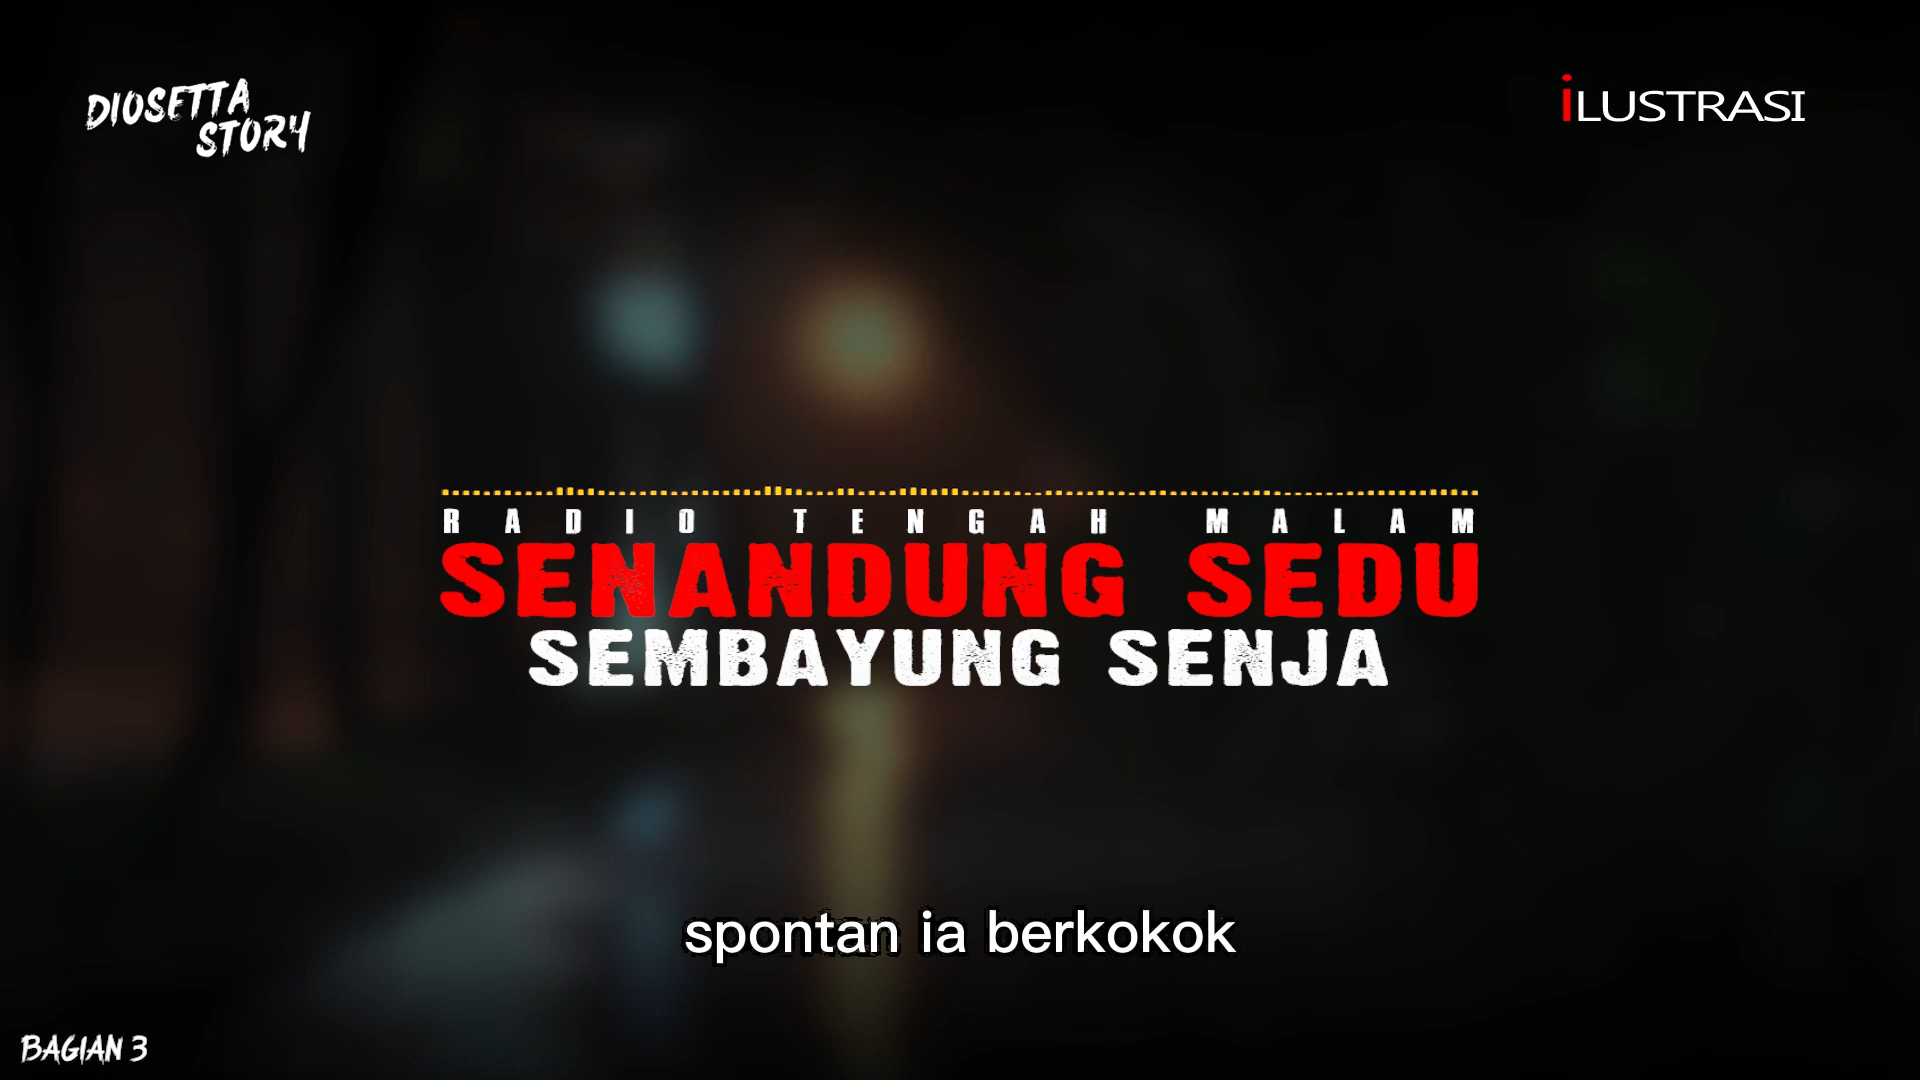 DIOSETTA
STORY
iLUSTRASI
RADIO TENGAH MALAM
SENANDUNG SEDU
SEMBAYUNG SENJA
spontan ia berkokok
BAGIAN 3